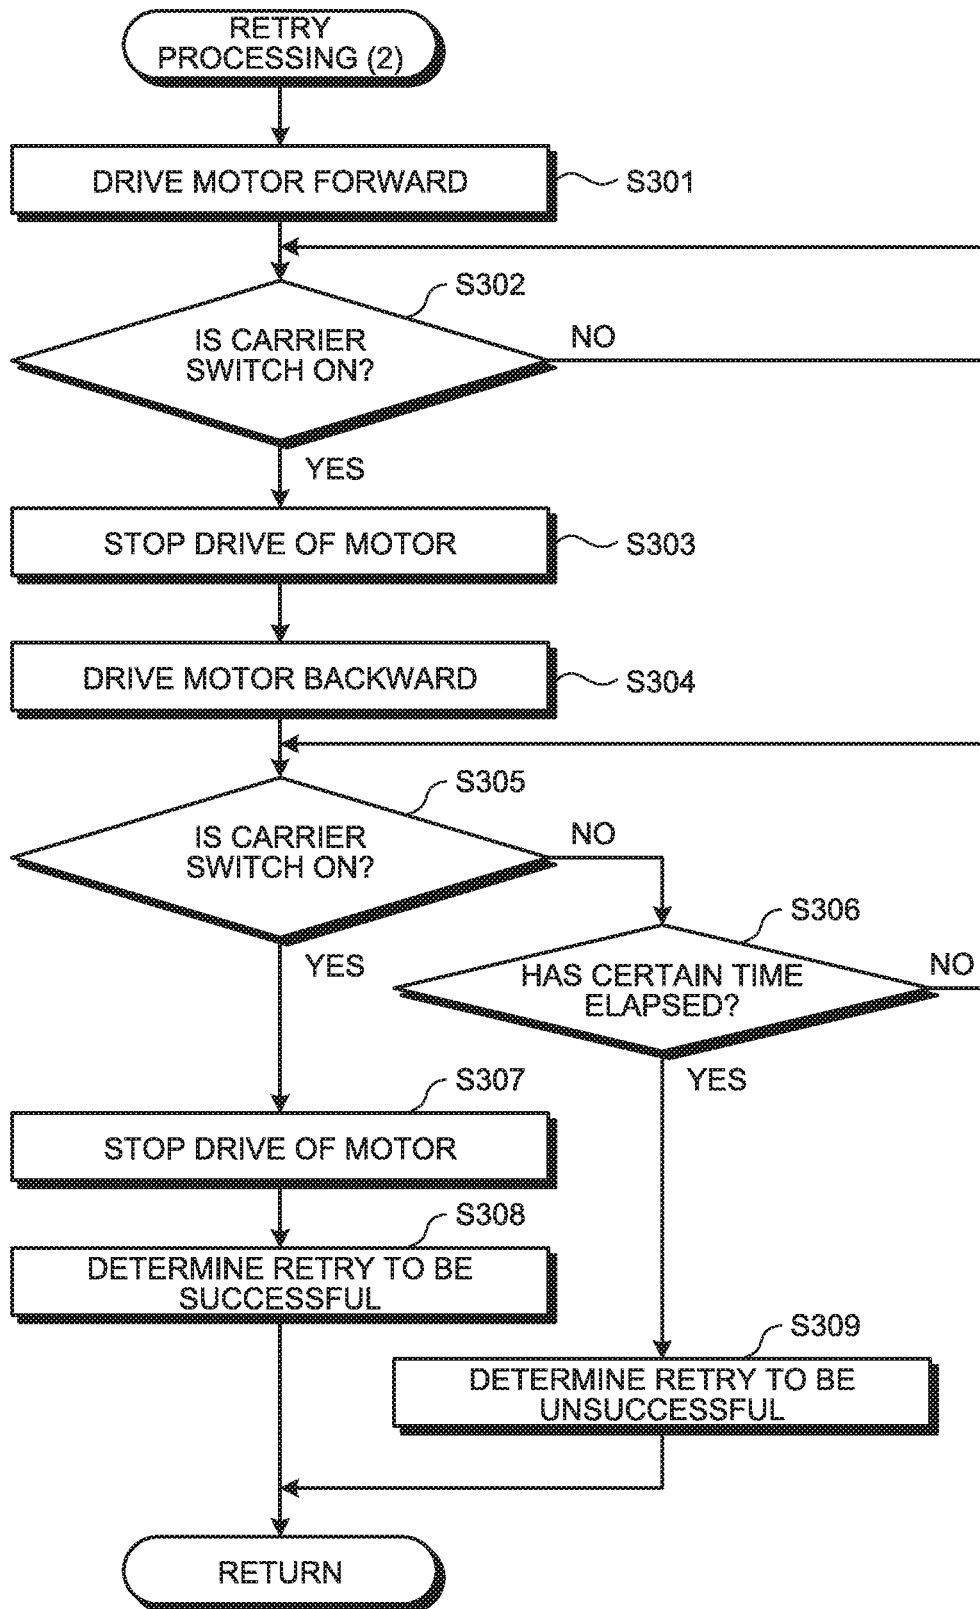 RETRY
PROCESSING (2)
DRIVE MOTOR FORWARD
S301
S302
IS CARRIER
SWITCH ON?
NO
YES
STOP DRIVE OF MOTOR
S303
DRIVE MOTOR BACKWARD
S304
S305
IS CARRIER
SWITCH ON?
NO
YES
S306
HAS CERTAIN TIME
ELAPSED?
NO
YES
S307
STOP DRIVE OF MOTOR
S308
DETERMINE RETRY TO BE
SUCCESSFUL
S309
DETERMINE RETRY TO BE
UNSUCCESSFUL
RETURN